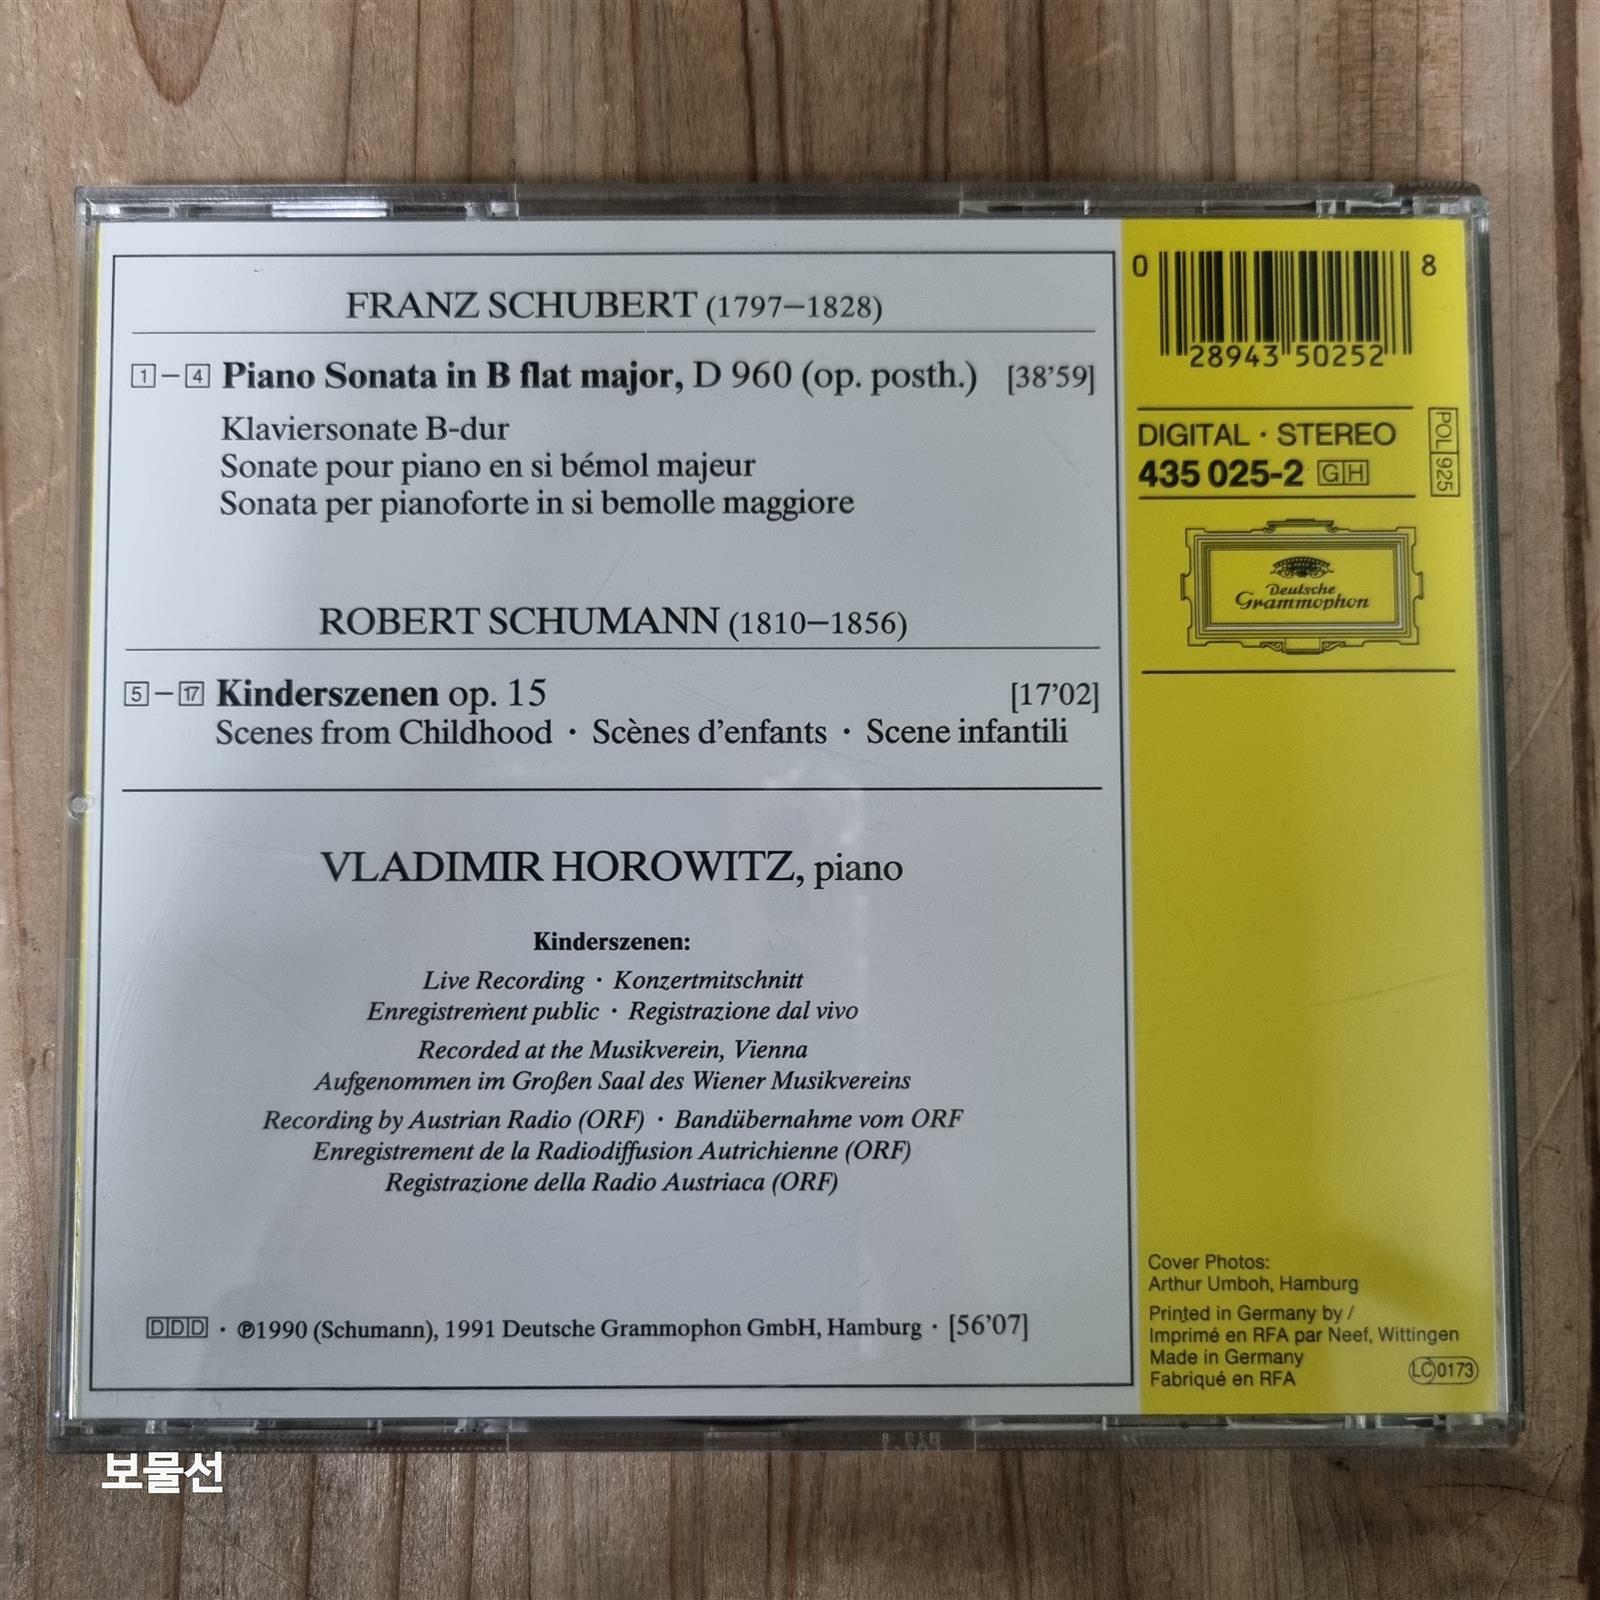 FRANZ SCHUBERT (1797–1828)
1 – 4 Piano Sonata in B flat major, D 960 (op. posth.) [38'59]
Klaviersonate B-dur
Sonate pour piano en si bémol majeur
Sonata per pianoforte in si bemolle maggiore
ROBERT SCHUMANN (1810–1856)
5 – 17 Kinderszenen op. 15 [17'02]
Scenes from Childhood · Scènes d'enfants · Scene infantili
VLADIMIR HOROWITZ, piano
Kinderszenen:
Live Recording · Konzertmitschnitt
Enregistrement public · Registrazione dal vivo
Recorded at the Musikverein, Vienna
Aufgenommen im Großen Saal des Wiener Musikvereins
Recording by Austrian Radio (ORF) · Bandübernahme vom ORF
Enregistrement de la Radiodiffusion Autrichienne (ORF)
Registrazione della Radio Austriaca (ORF)
DDD · ℗1990 (Schumann), 1991 Deutsche Grammophon GmbH, Hamburg · [56'07]
0 28943 50252 8
DIGITAL · STEREO
435 025-2 GH
POL 925
Deutsche
Grammophon
Cover Photos:
Arthur Umboh, Hamburg
Printed in Germany by /
Imprimé en RFA par Neef, Wittingen
Made in Germany
Fabriqué en RFA
LC 0173
보물선